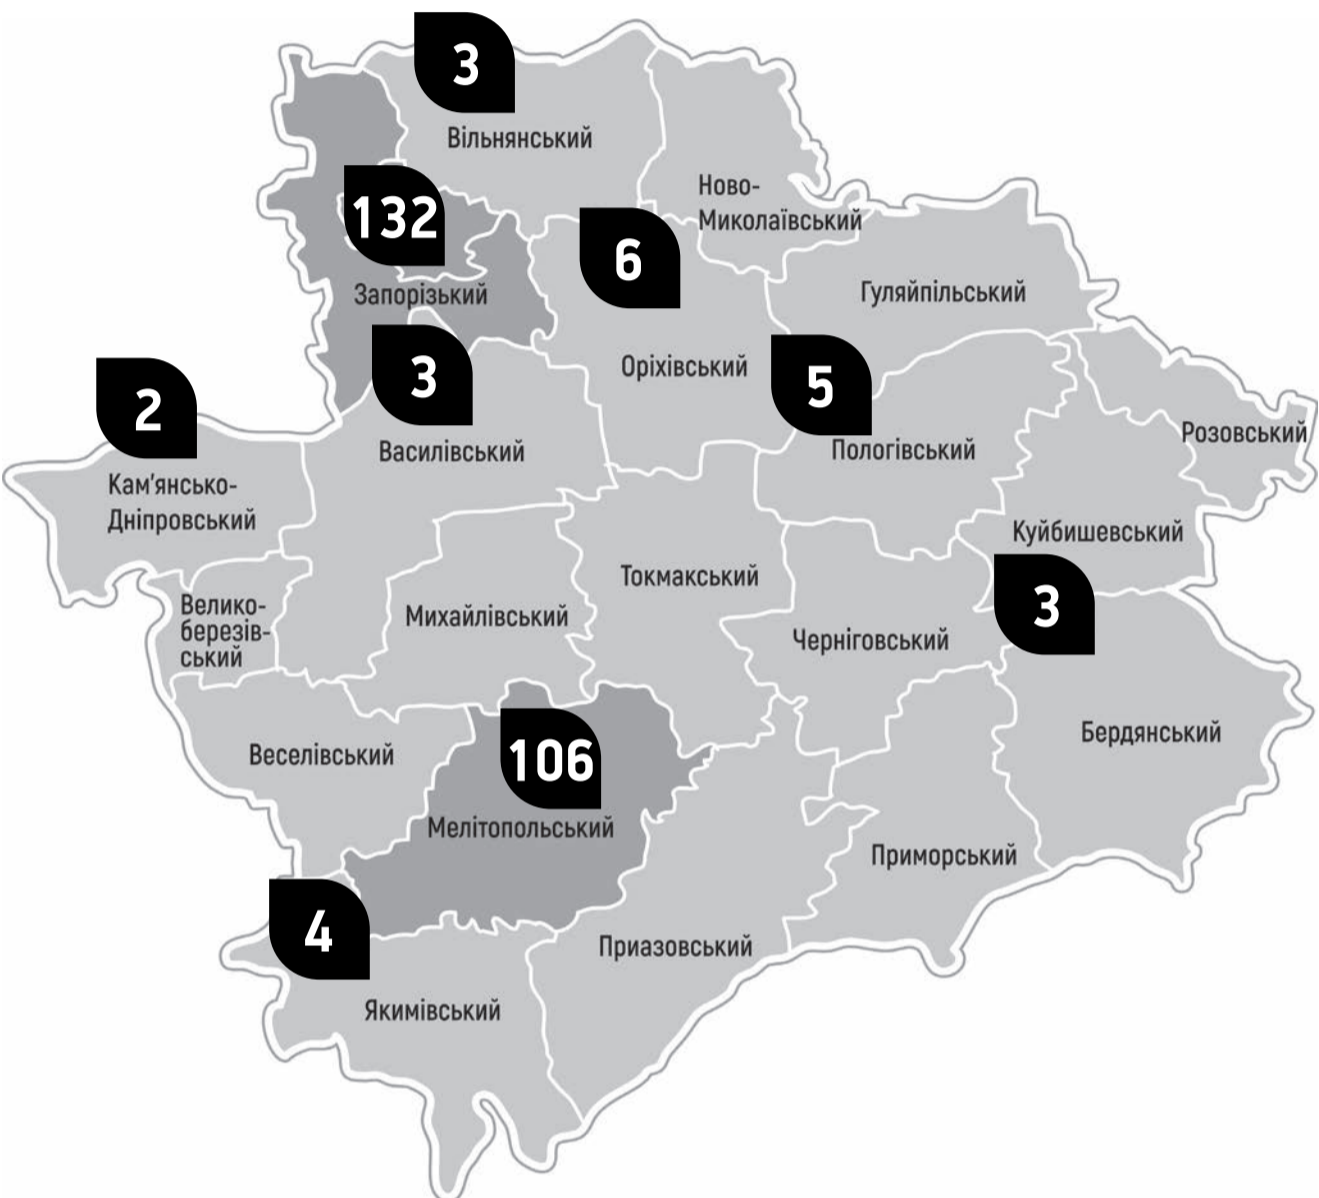 3
Вільнянський
Ново-
Миколаївський
132
6
Запорізький
Гуляйпільський
3
Оріхівський
5
2
Василівський
Пологівський
Розовський
Кам'янсько-
Дніпровський
Куйбишевський
Токмакський
3
Велико-
березів-
ський
Михайлівський
Черніговський
Веселівський
106
Бердянський
Мелітопольський
Приморський
4
Приазовський
Якимівський